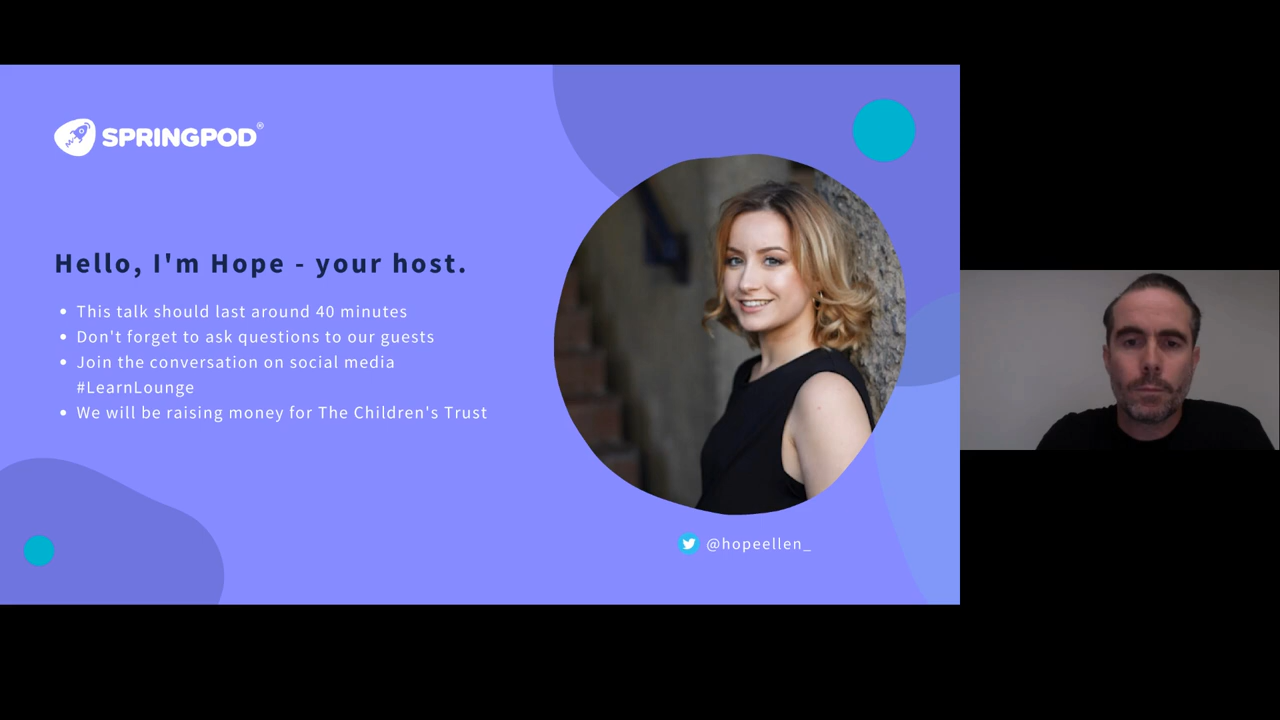 SPRINGPOD®
Hello, I'm Hope - your host.
• This talk should last around 40 minutes
• Don't forget to ask questions to our guests
• Join the conversation on social media
#LearnLounge
• We will be raising money for The Children's Trust
@hopeellen_